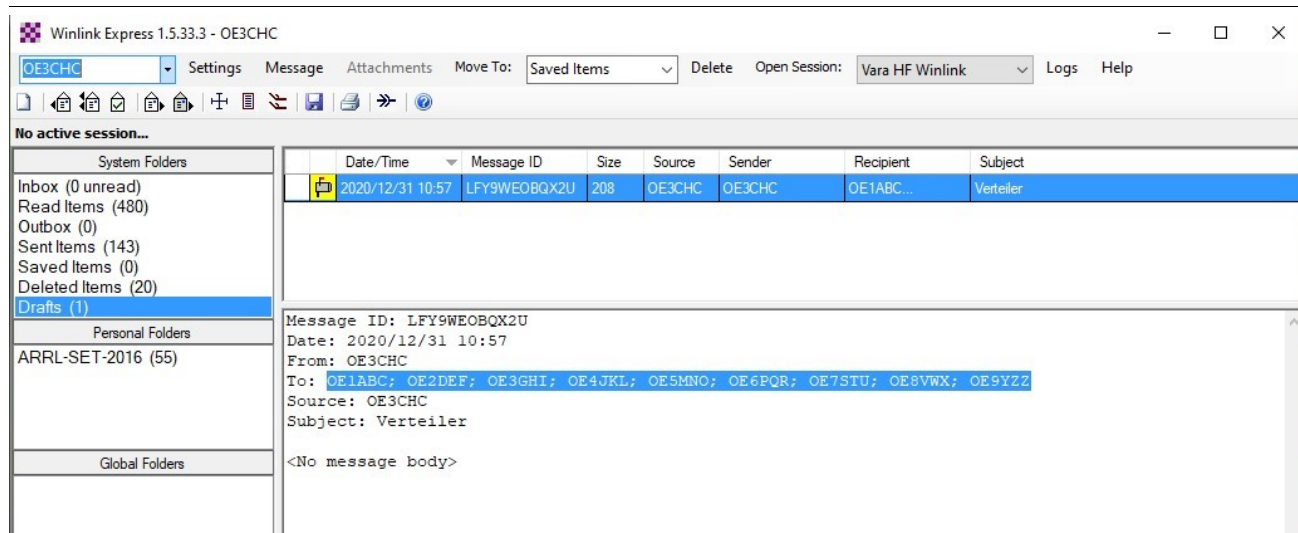 Winlink Express 1.5.33.3 - OE3CHC
OE3CHC Settings Message Attachments Move To: Saved Items Delete Open Session: Vara HF Winlink Logs Help
No active session...
System Folders
Inbox (0 unread)
Read Items (480)
Outbox (0)
Sent Items (143)
Saved Items (0)
Deleted Items (20)
Drafts (1)
Personal Folders
ARRL-SET-2016 (55)
Global Folders
Date/Time Message ID Size Source Sender Recipient Subject
2020/12/31 10:57 LFY9WEOBQX2U 208 OE3CHC OE3CHC OE1ABC... Verteiler
Message ID: LFY9WEOBQX2U
Date: 2020/12/31 10:57
From: OE3CHC
To: OE1ABC; OE2DEF; OE3GHI; OE4JKL; OE5MNO; OE6PQR; OE7STU; OE8VWX; OE9YZZ
Source: OE3CHC
Subject: Verteiler
<No message body>